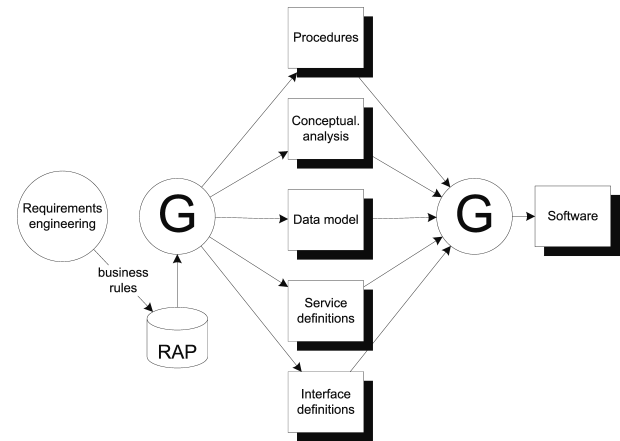 Procedures
Conceptual.
analysis
Requirements
engineering
G
Data model
G
Software
business
rules
RAP
Service
definitions
Interface
definitions